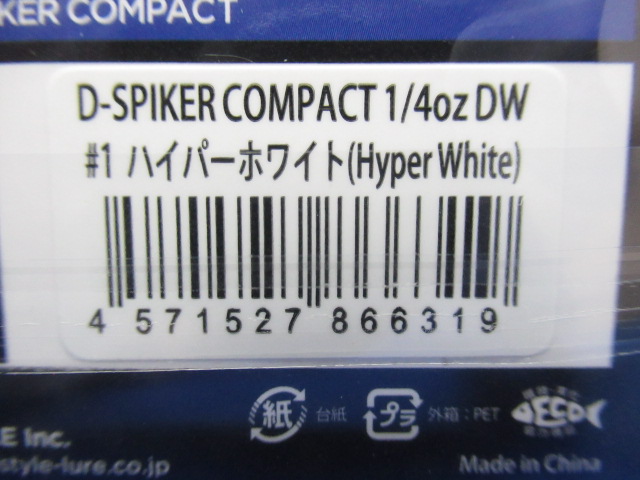 KER COMPACT
D-SPIKER COMPACT 1/4oz DW
#1 ハイパーホワイト(Hyper White)
4 571527 866319
紙 台紙 プラ 外箱:PET ECO
E Inc.
style-lure.co.jp
Made in China